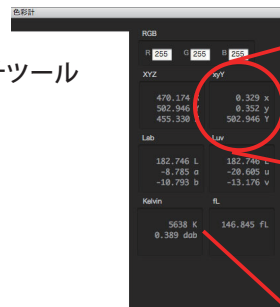 色彩計
ツール
RGB
R 255 G 255 B 255
XYZ xyY
470.174 0.329 x
502.946 0.352 y
455.330 502.946 Y
Lab Luv
182.746 L 182.746 L
-8.785 a -20.605 u
-10.793 b -13.176 v
Kelvin fL
5638 K 146.845 fL
0.389 dab